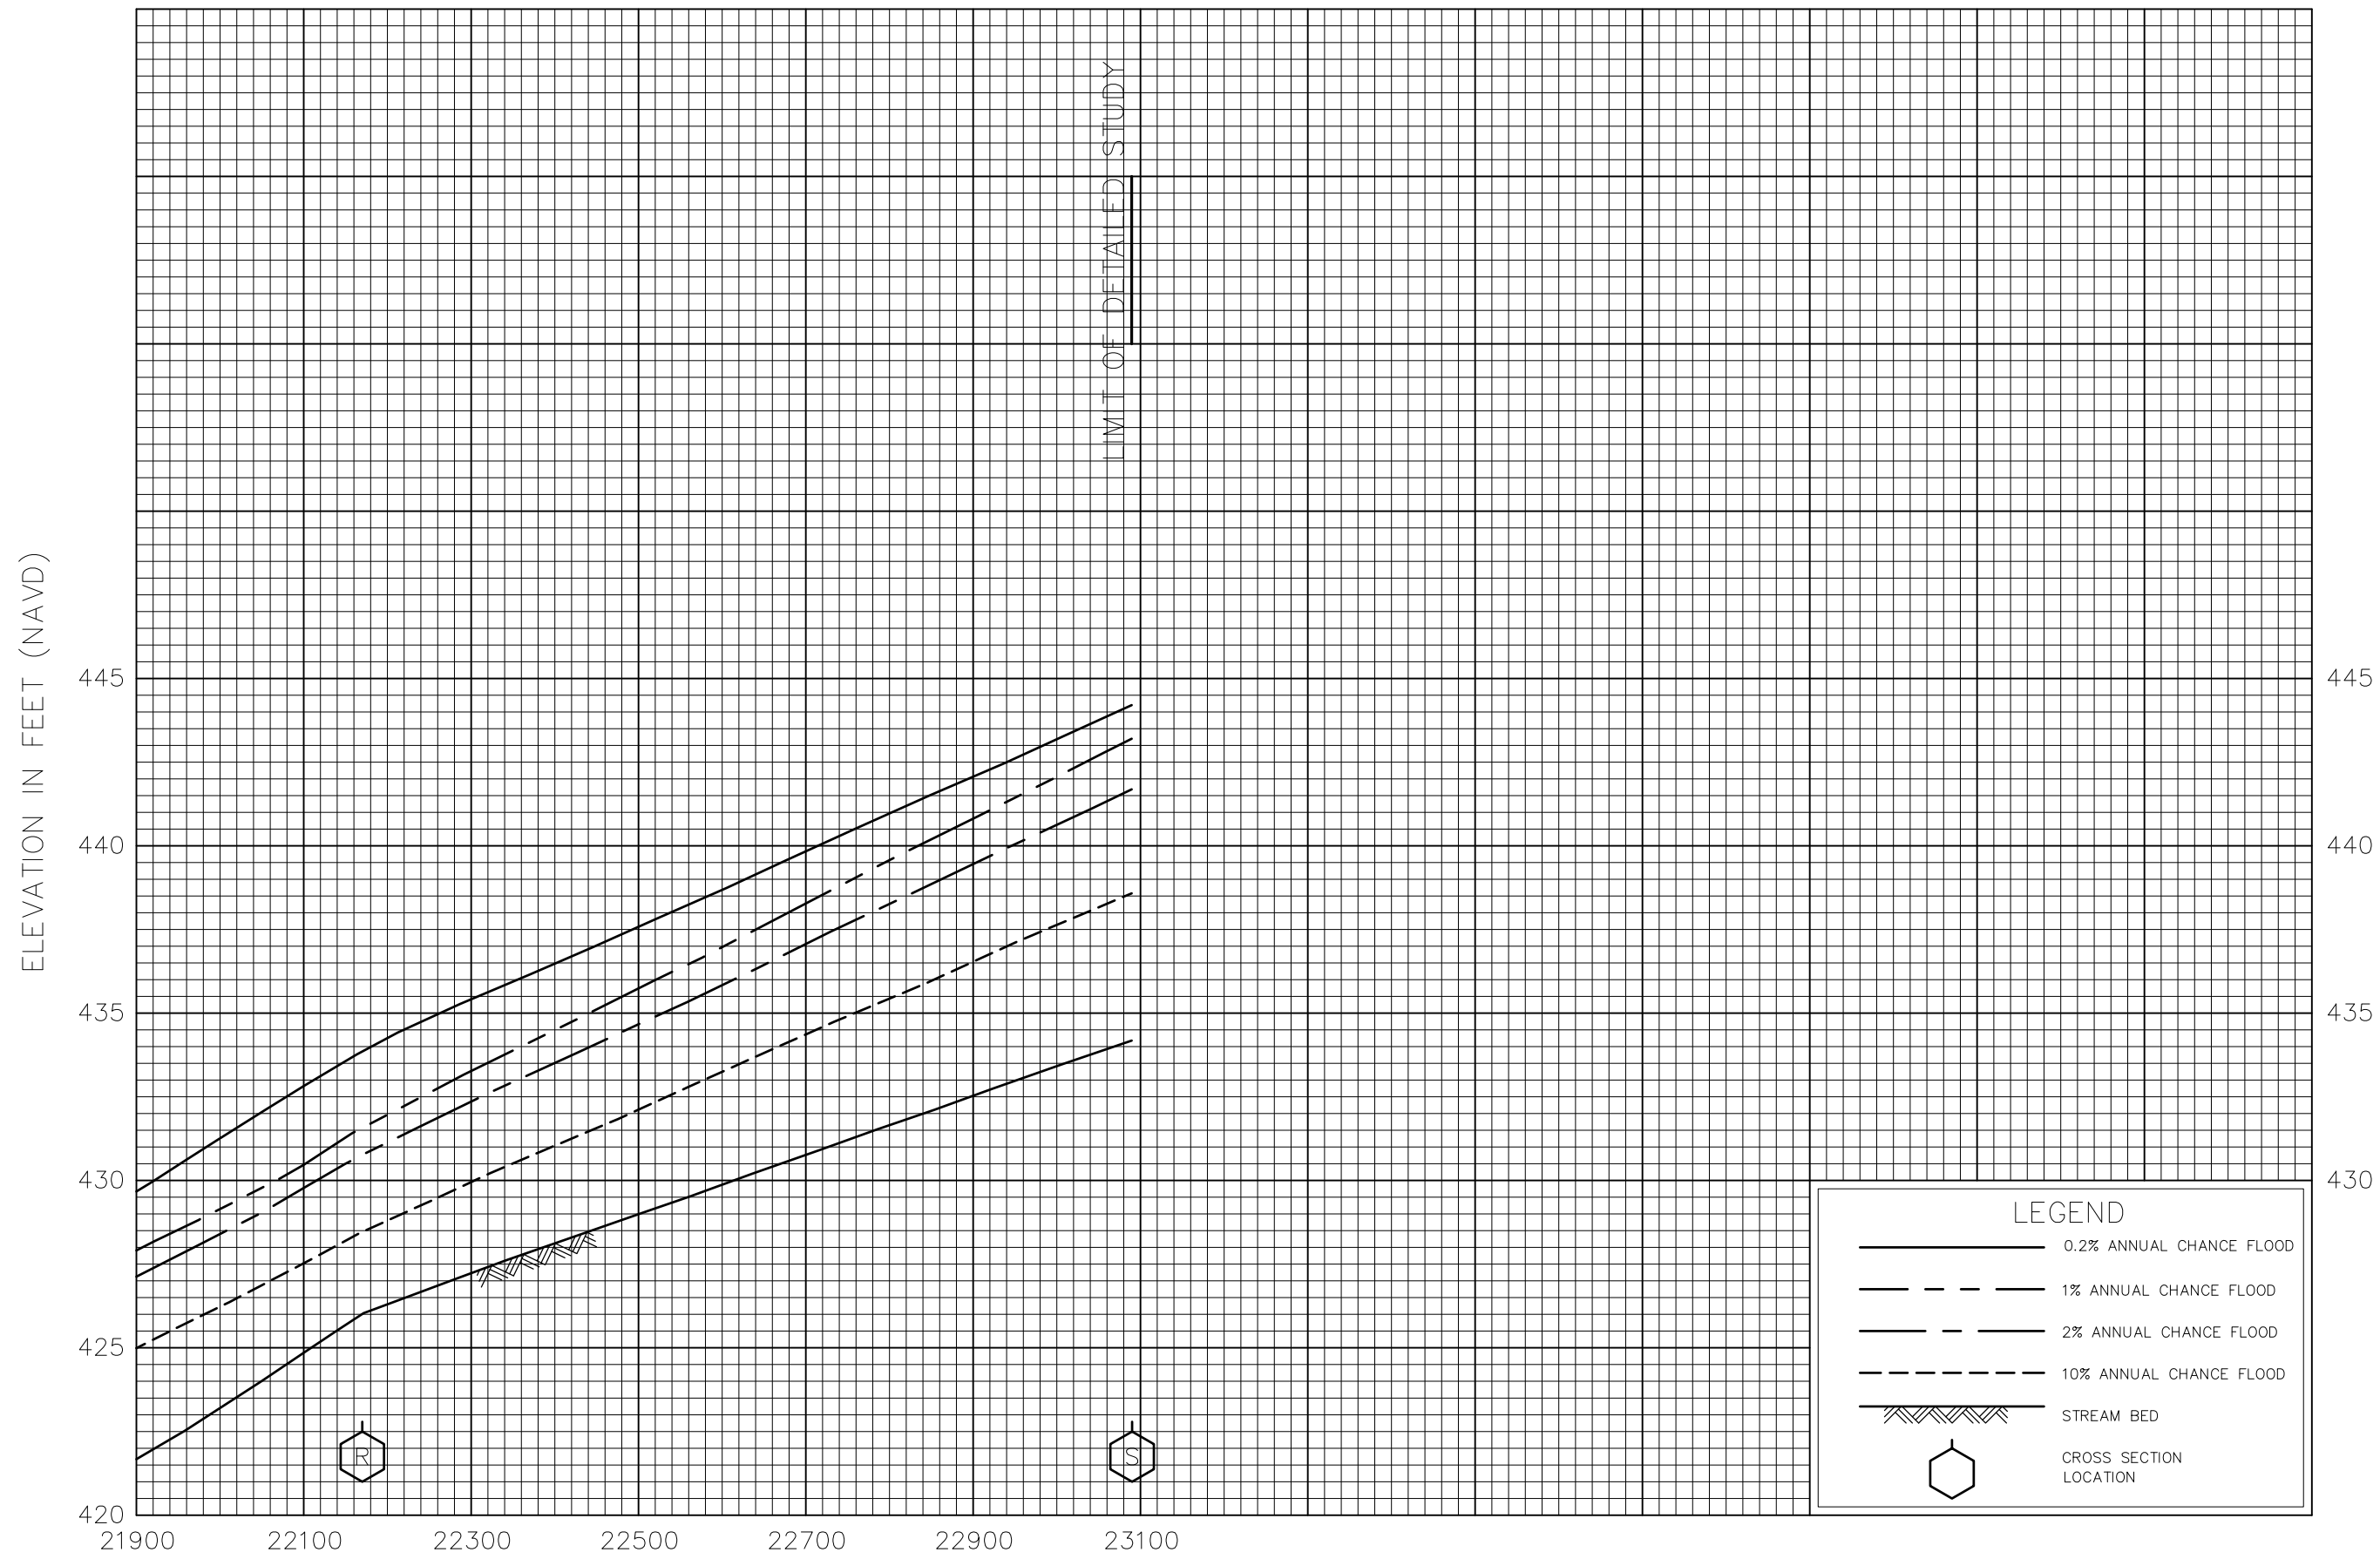 LIMIT OF DETAILED STUDY
ELEVATION IN FEET (NAVD)
445
445
440
440
435
435
430
430
425
420
R
S
21900
22100
22300
22500
22700
22900
23100
LEGEND
0.2% ANNUAL CHANCE FLOOD
1% ANNUAL CHANCE FLOOD
2% ANNUAL CHANCE FLOOD
10% ANNUAL CHANCE FLOOD
STREAM BED
CROSS SECTION
LOCATION